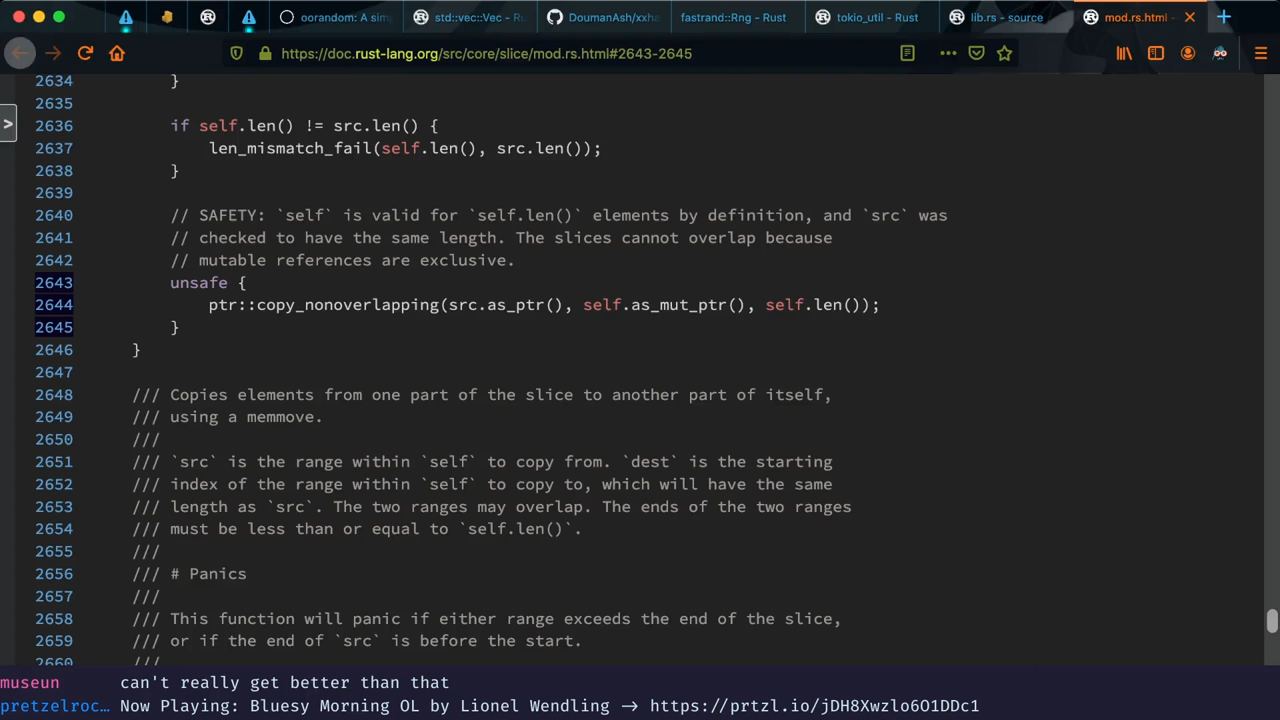 oorandom: A sim
std::vec::Vec - Ru
DoumanAsh/xxha
fastrand::Rng - Rust
tokio_util - Rust
lib.rs - source
mod.rs.html -
https://doc.rust-lang.org/src/core/slice/mod.rs.html#2643-2645
2634 }
2635
2636 if self.len() != src.len() {
2637 len_mismatch_fail(self.len(), src.len());
2638 }
2639
2640 // SAFETY: `self` is valid for `self.len()` elements by definition, and `src` was
2641 // checked to have the same length. The slices cannot overlap because
2642 // mutable references are exclusive.
2643 unsafe {
2644 ptr::copy_nonoverlapping(src.as_ptr(), self.as_mut_ptr(), self.len());
2645 }
2646 }
2647
2648 /// Copies elements from one part of the slice to another part of itself,
2649 /// using a memmove.
2650 ///
2651 /// `src` is the range within `self` to copy from. `dest` is the starting
2652 /// index of the range within `self` to copy to, which will have the same
2653 /// length as `src`. The two ranges may overlap. The ends of the two ranges
2654 /// must be less than or equal to `self.len()`.
2655 ///
2656 /// # Panics
2657 ///
2658 /// This function will panic if either range exceeds the end of the slice,
2659 /// or if the end of `src` is before the start.
2660 ///
museun can't really get better than that
pretzelroc… Now Playing: Bluesy Morning OL by Lionel Wendling -> https://prtzl.io/jDH8Xwzlo6O1DDc1